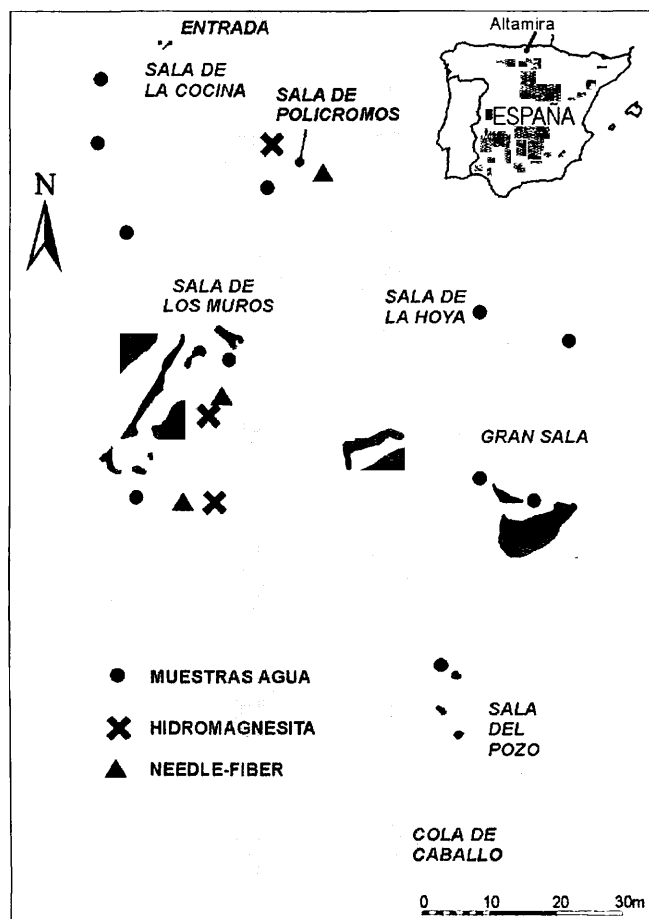 ENTRADA
Altamira
SALA DE
LA COCINA
SALA DE
POLICROMOS
ESPAÑA
N
SALA DE
LOS MUROS
SALA DE
LA HOYA
GRAN SALA
MUESTRAS AGUA
HIDROMAGNESITA
NEEDLE-FIBER
SALA
DEL
POZO
COLA DE
CABALLO
0 10 20 30m